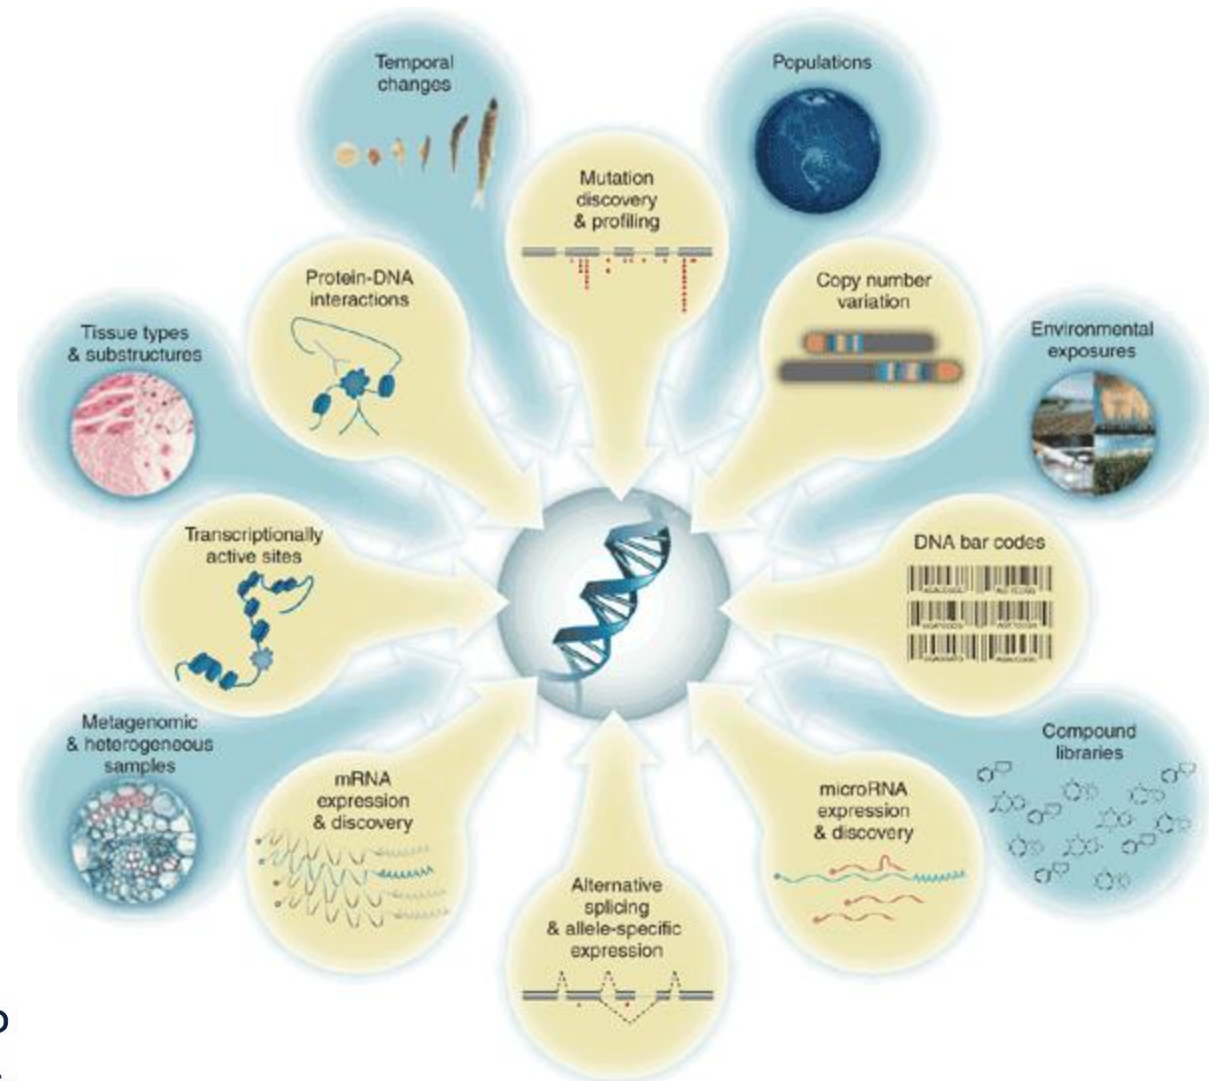 Temporal
changes
Populations
Mutation
discovery
& profiling
Protein-DNA
interactions
Copy number
variation
Tissue types
& substructures
Environmental
exposures
Transcriptionally
active sites
DNA bar codes
Metagenomic
& heterogeneous
samples
mRNA
expression
& discovery
Compound
libraries
microRNA
expression
& discovery
Alternative
splicing
& allele-specific
expression